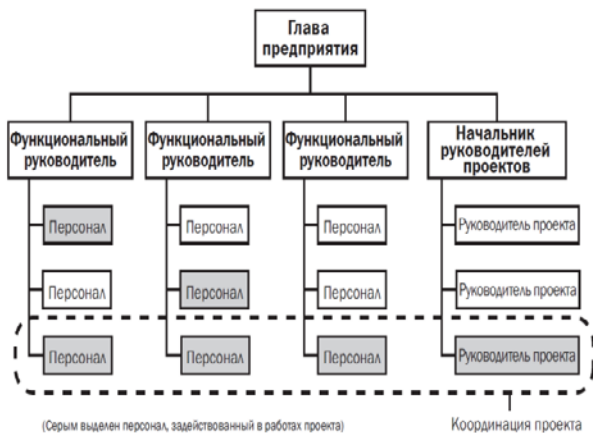 Глава
предприятия
Функциональный
руководитель
Функциональный
руководитель
Функциональный
руководитель
Начальник
руководителей
проектов
Персонал
Персонал
Персонал
Руководитель проекта
Персонал
Персонал
Персонал
Руководитель проекта
Персонал
Персонал
Персонал
Руководитель проекта
(Серым выделен персонал, задействованный в работах проекта)
Координация проекта